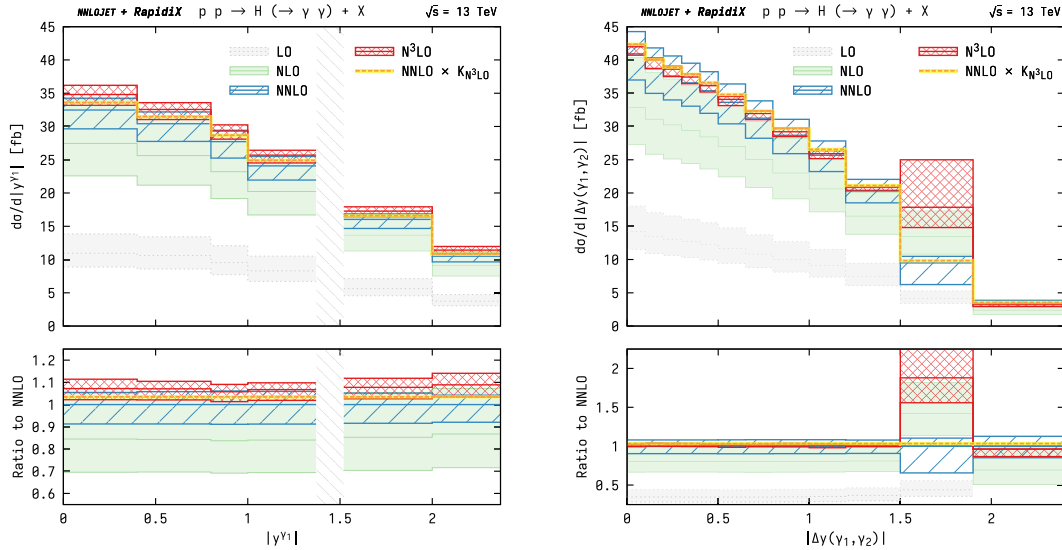 NNLOJET + RapidiX p p → H (→ γ γ) + X √s = 13 TeV
LO
NLO
NNLO
N³LO
NNLO × K_N³LO
dσ/d|y^γ₁| [fb]
45
40
35
30
25
20
15
10
5
0
Ratio to NNLO
1.2
1.1
1
0.9
0.8
0.7
0.6
0 0.5 1 1.5 2
|y^γ₁|
NNLOJET + RapidiX p p → H (→ γ γ) + X √s = 13 TeV
LO
NLO
NNLO
N³LO
NNLO × K_N³LO
dσ/d|Δy(γ₁,γ₂)| [fb]
45
40
35
30
25
20
15
10
5
0
Ratio to NNLO
2
1.5
1
0.5
0 0.5 1 1.5 2
|Δy(γ₁,γ₂)|